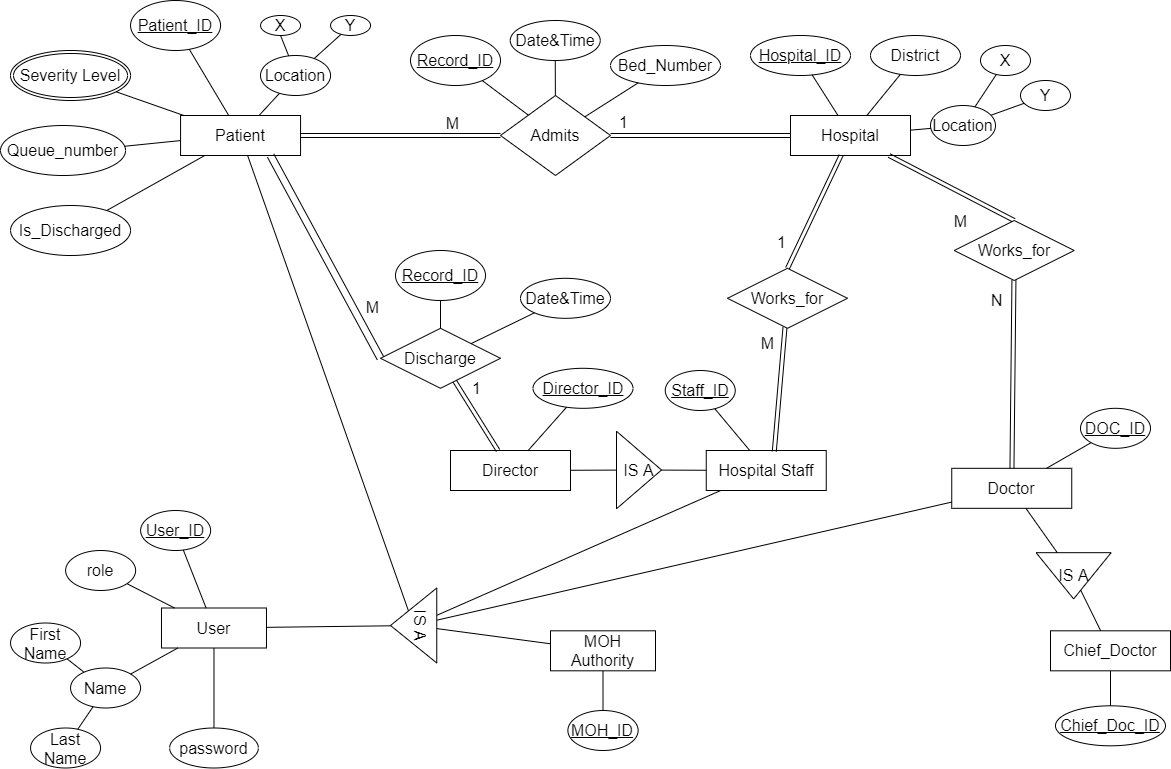 Patient_ID
X
Y
Severity Level
Location
Record_ID
Date&Time
Bed_Number
Hospital_ID
District
X
Y
Location
Patient
M
Admits
1
Hospital
Queue_number
Is_Discharged
M
Works_for
1
Works_for
N
Record_ID
Date&Time
M
Discharge
1
M
Director_ID
Staff_ID
DOC_ID
Director
IS A
Hospital Staff
Doctor
User_ID
role
IS A
User
IS A
MOH
Authority
Chief_Doctor
First
Name
Name
Last
Name
password
MOH_ID
Chief_Doc_ID